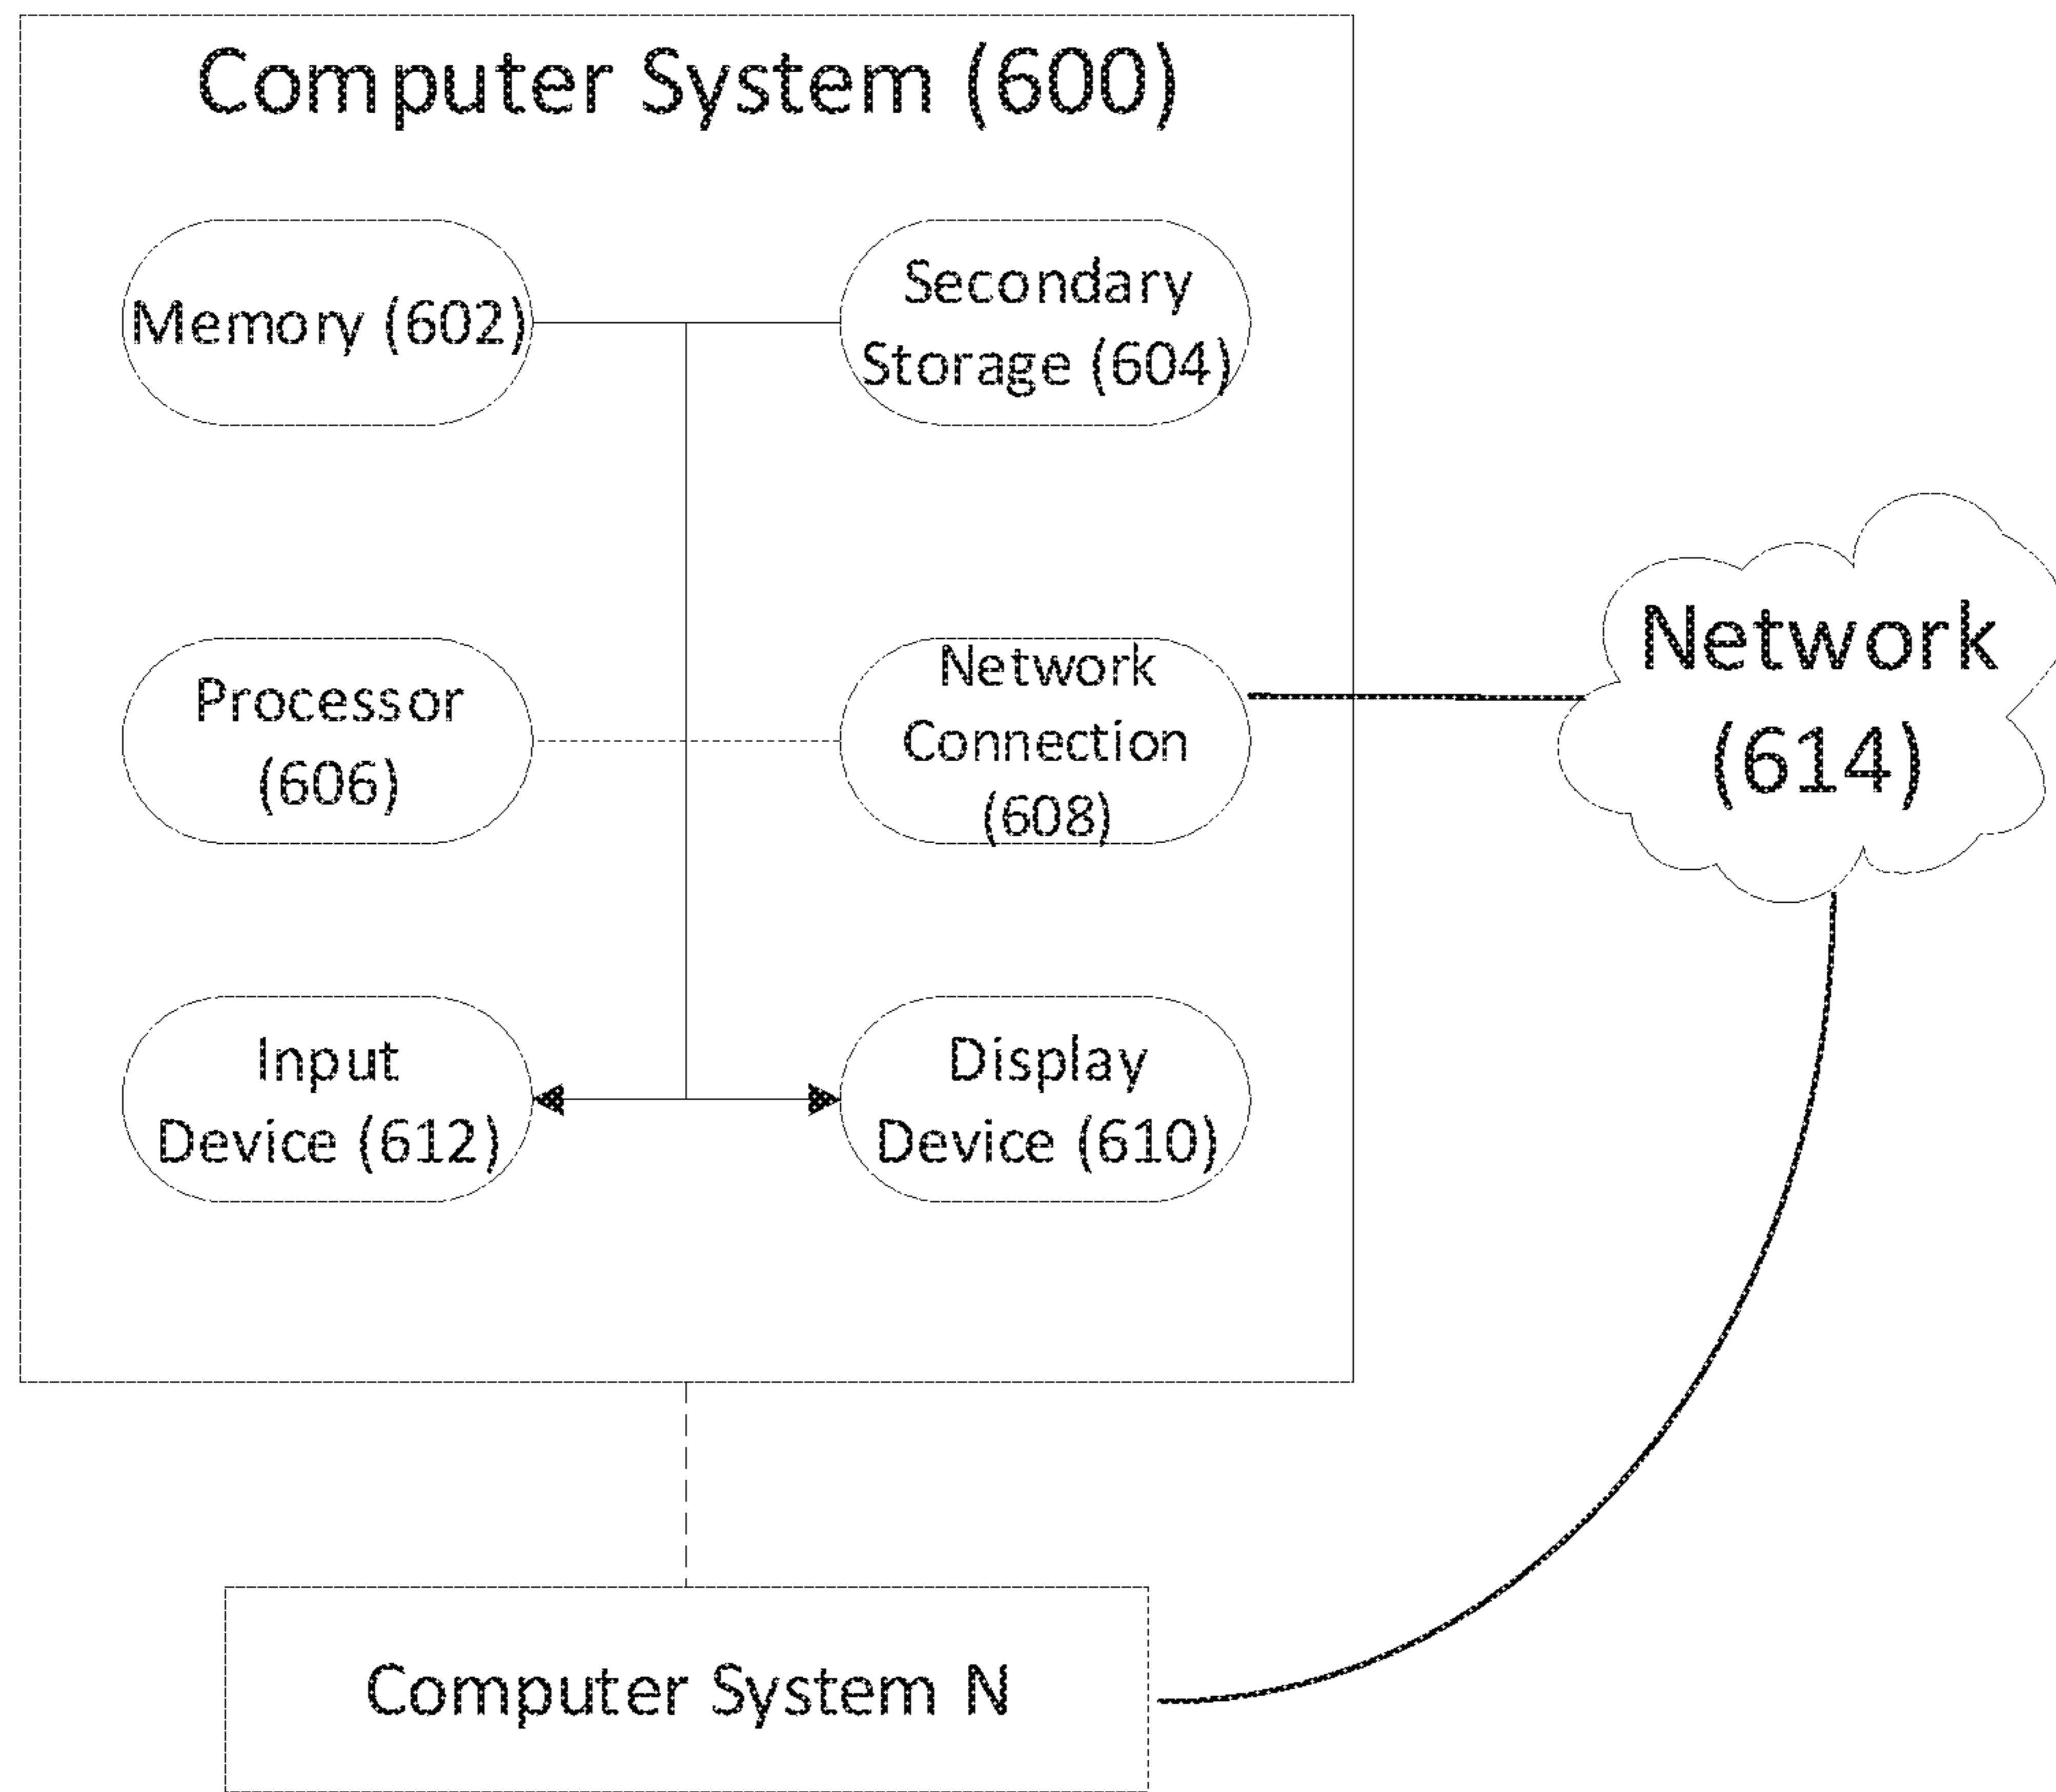 Computer System (600)
Memory (602)
Secondary
Storage (604)
Processor
(606)
Network
Connection
(608)
Network
(614)
Input
Device (612)
Display
Device (610)
Computer System N